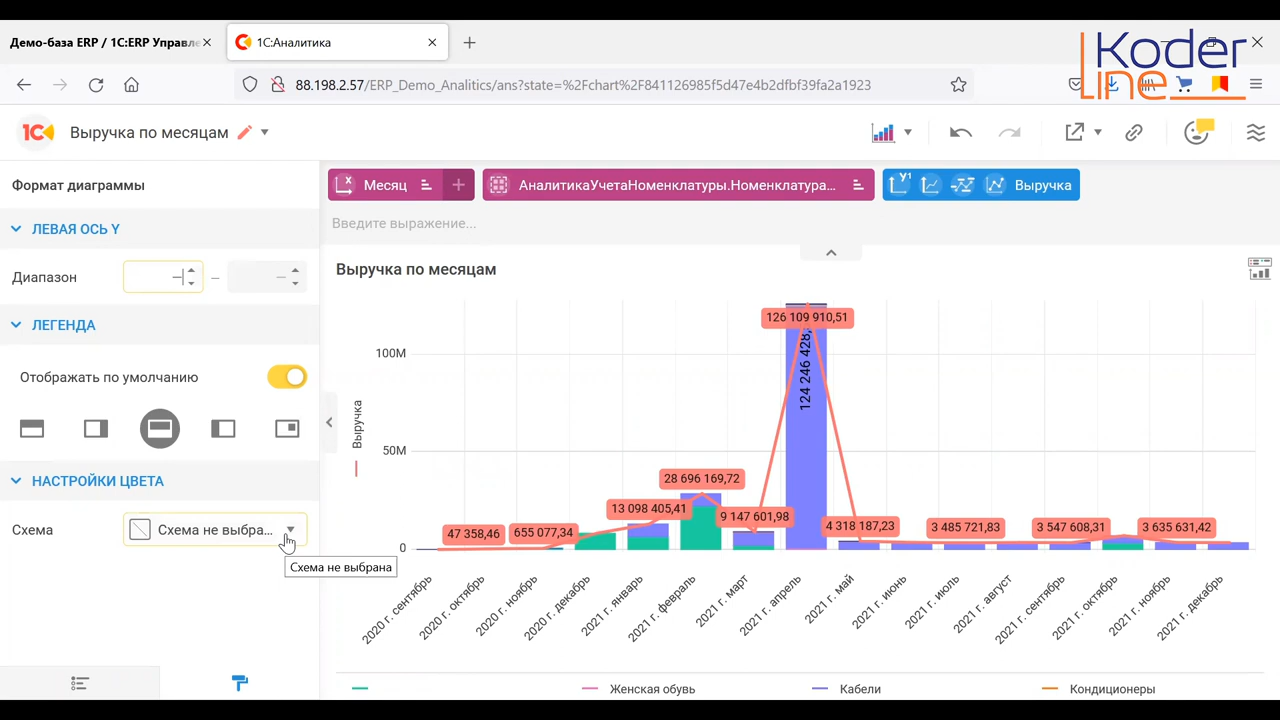 Демо-база ERP / 1C:ERP Управле
1С:Аналитика
Koder
Line
88.198.2.57/ERP_Demo_Analitics/ans?state=%2Fchart%2F841126985f5d47e4b2dfbf39fa2a1923
1С
Выручка по месяцам
Формат диаграммы
Месяц
АналитикаУчетаНоменклатуры.Номенклатура...
Y1
Выручка
Введите выражение...
ЛЕВАЯ ОСЬ Y
Диапазон
ЛЕГЕНДА
Отображать по умолчанию
НАСТРОЙКИ ЦВЕТА
Схема
Схема не выбра...
Схема не выбрана
Выручка по месяцам
100M
50M
0
Выручка
47 358,46
655 077,34
13 098 405,41
28 696 169,72
9 147 601,98
126 109 910,51
124 246 428,
4 318 187,23
3 485 721,83
3 547 608,31
3 635 631,42
2020 г. сентябрь
2020 г. октябрь
2020 г. ноябрь
2020 г. декабрь
2021 г. январь
2021 г. февраль
2021 г. март
2021 г. апрель
2021 г. май
2021 г. июнь
2021 г. июль
2021 г. август
2021 г. сентябрь
2021 г. октябрь
2021 г. ноябрь
2021 г. декабрь
Женская обувь
Кабели
Кондиционеры